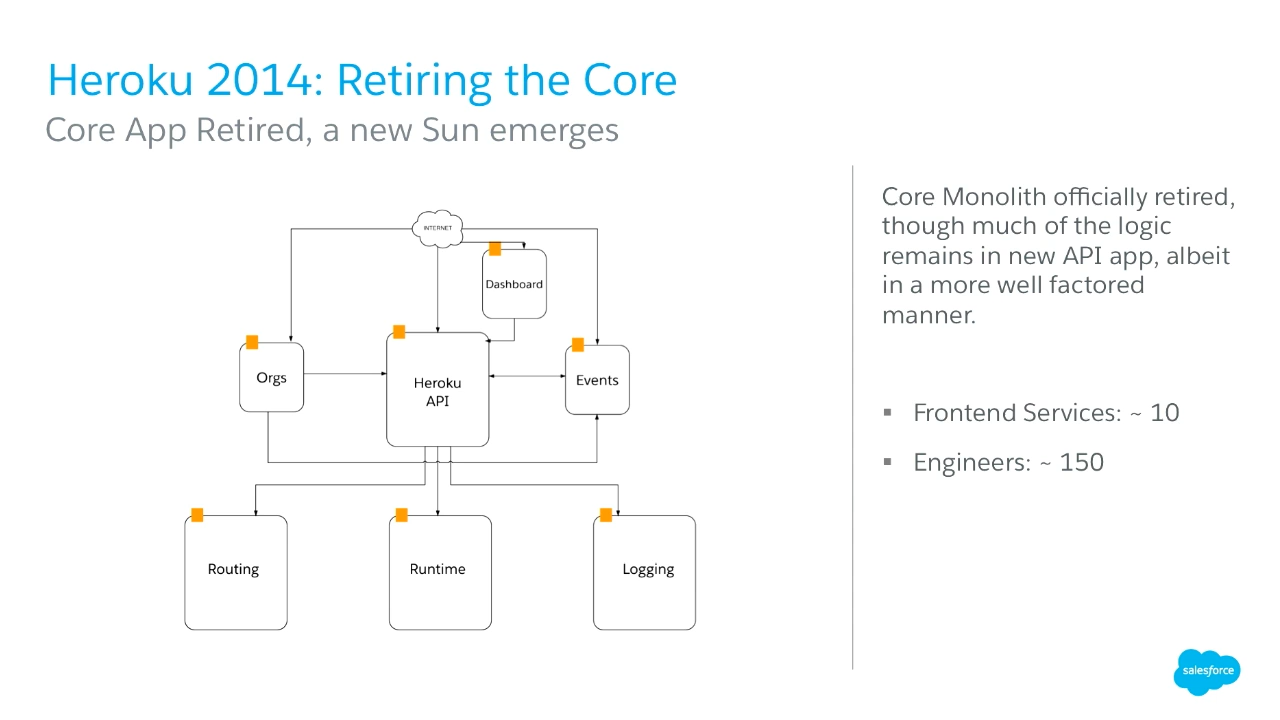 Heroku 2014: Retiring the Core
Core App Retired, a new Sun emerges
INTERNET
Dashboard
Orgs
Heroku
API
Events
Routing
Runtime
Logging
Core Monolith officially retired,
though much of the logic
remains in new API app, albeit
in a more well factored
manner.
▪ Frontend Services: ~ 10
▪ Engineers: ~ 150
salesforce